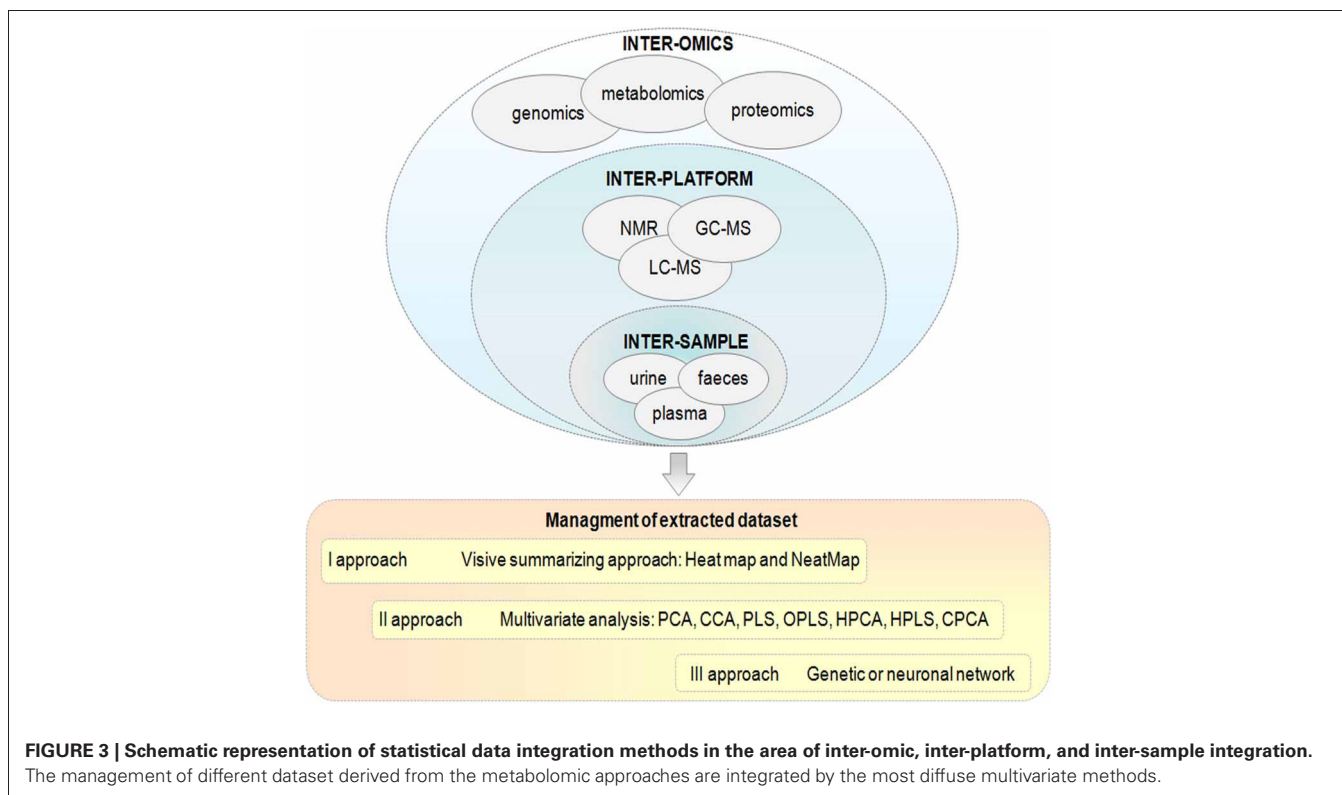 INTER-OMICS
genomics
metabolomics
proteomics
INTER-PLATFORM
NMR
GC-MS
LC-MS
INTER-SAMPLE
urine
faeces
plasma
Managment of extracted dataset
I approach Visive summarizing approach: Heat map and NeatMap
II approach Multivariate analysis: PCA, CCA, PLS, OPLS, HPCA, HPLS, CPCA
III approach Genetic or neuronal network
FIGURE 3 | Schematic representation of statistical data integration methods in the area of inter-omic, inter-platform, and inter-sample integration.
The management of different dataset derived from the metabolomic approaches are integrated by the most diffuse multivariate methods.